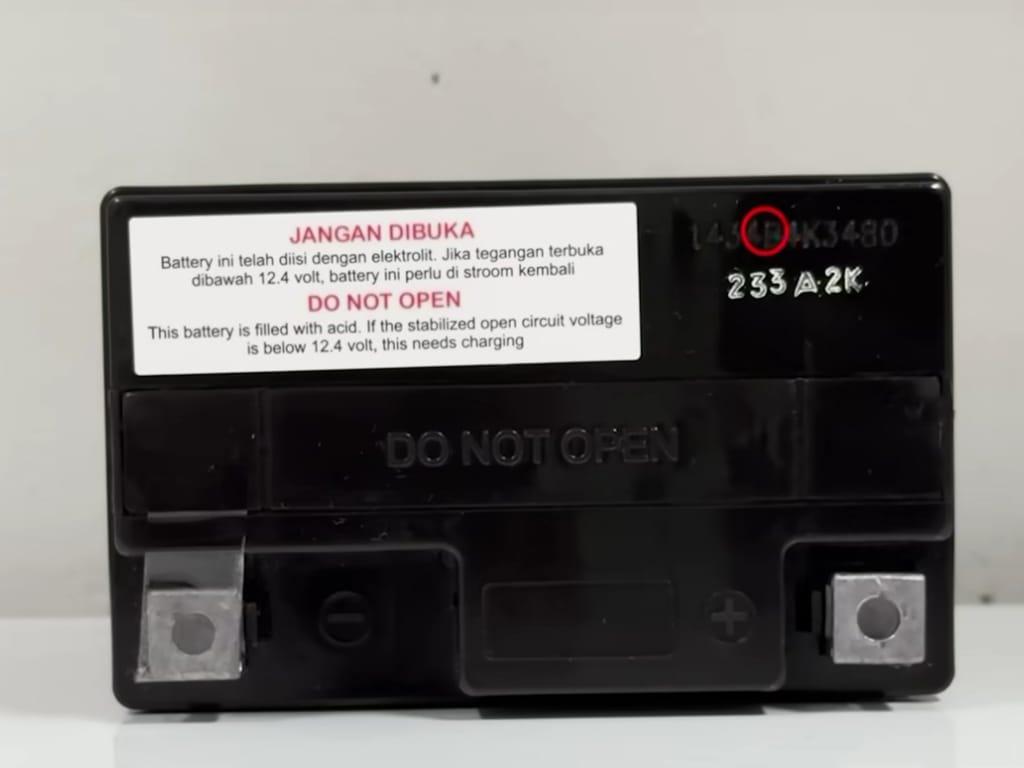 JANGAN DIBUKA
Battery ini telah diisi dengan elektrolit. Jika tegangan terbuka
dibawah 12.4 volt, battery ini perlu di stroom kembali
DO NOT OPEN
This battery is filled with acid. If the stabilized open circuit voltage
is below 12.4 volt, this needs charging
233 A 2K
DO NOT OPEN
- +